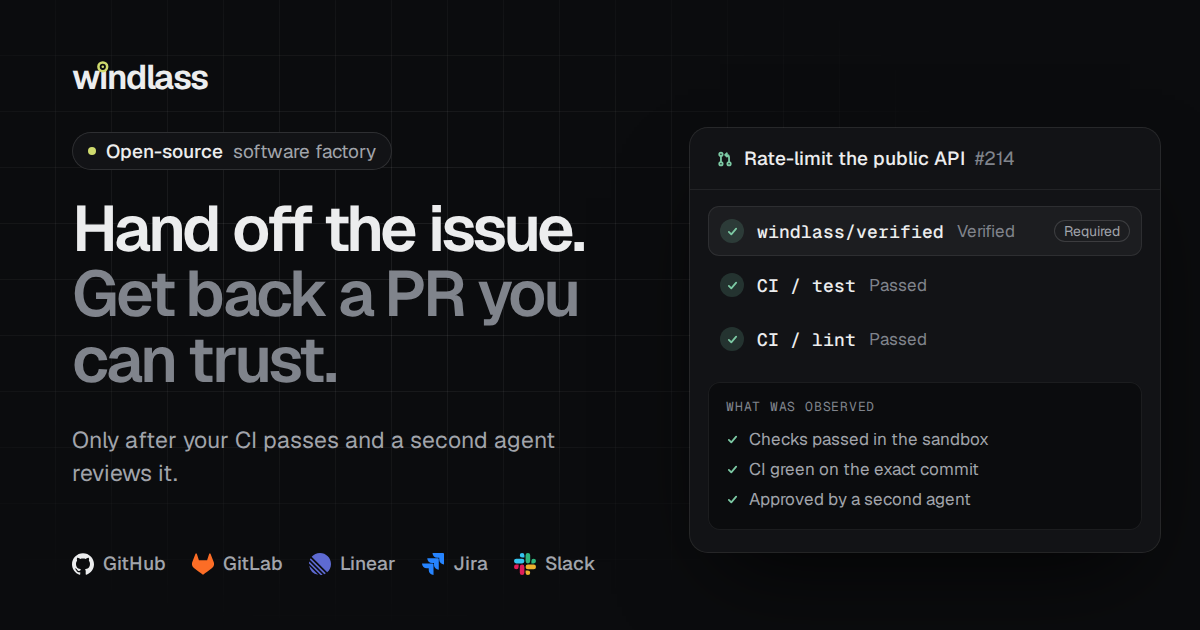 windlass
Open-source software factory
Hand off the issue.
Get back a PR you
can trust.
Only after your CI passes and a second agent
reviews it.
GitHub GitLab Linear Jira Slack
Rate-limit the public API #214
windlass/verified Verified Required
CI / test Passed
CI / lint Passed
WHAT WAS OBSERVED
Checks passed in the sandbox
CI green on the exact commit
Approved by a second agent